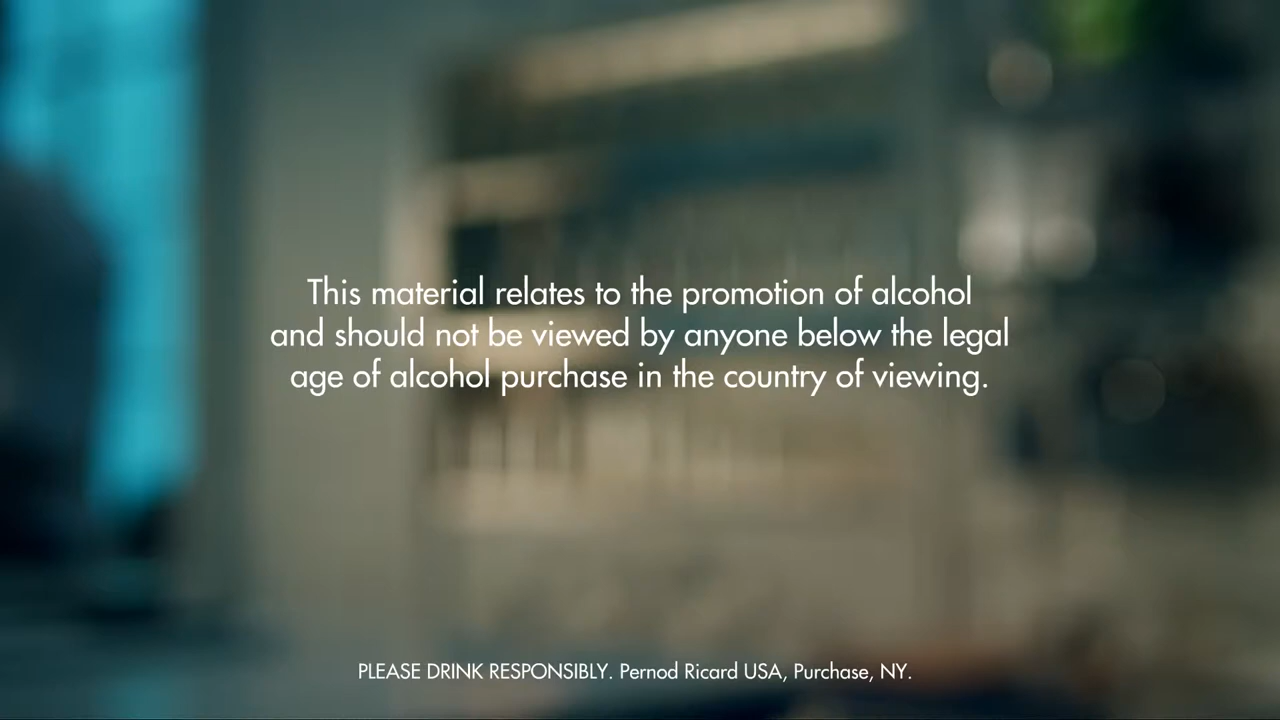 This material relates to the promotion of alcohol
and should not be viewed by anyone below the legal
age of alcohol purchase in the country of viewing.
PLEASE DRINK RESPONSIBLY. Pernod Ricard USA, Purchase, NY.